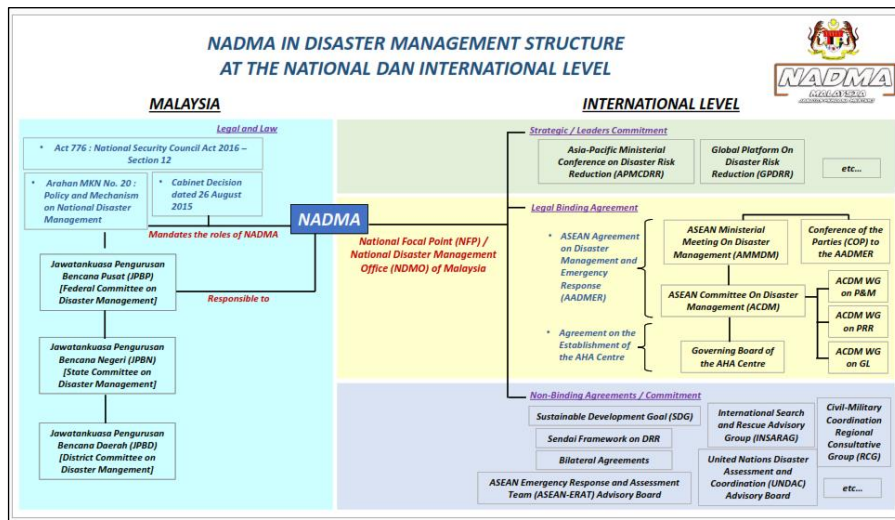 NADMA IN DISASTER MANAGEMENT STRUCTURE
AT THE NATIONAL DAN INTERNATIONAL LEVEL
NADMA
MALAYSIA
MALAYSIA
Legal and Law
• Act 776 : National Security Council Act 2016 –
Section 12
• Arahan MKN No. 20 :
Policy and Mechanism
on National Disaster
Management
• Cabinet Decision
dated 26 August
2015
NADMA
Mandates the roles of NADMA
Jawatankuasa Pengurusan
Bencana Pusat (JPBP)
[Federal Committee on
Disaster Management]
Responsible to
Jawatankuasa Pengurusan
Bencana Negeri (JPBN)
[State Committee on
Disaster Management]
Jawatankuasa Pengurusan
Bencana Daerah (JPBD)
[District Committee on
Disaster Mangement]
National Focal Point (NFP) /
National Disaster Management
Office (NDMO) of Malaysia
INTERNATIONAL LEVEL
Strategic / Leaders Commitment
Asia-Pacific Ministerial
Conference on Disaster Risk
Reduction (APMCDRR)
Global Platform On
Disaster Risk
Reduction (GPDRR)
etc...
Legal Binding Agreement
• ASEAN Agreement
on Disaster
Management and
Emergency
Response
(AADMER)
ASEAN Ministerial
Meeting On Disaster
Management (AMMDM)
Conference of the
Parties (COP) to
the AADMER
ASEAN Committee On Disaster
Management (ACDM)
ACDM WG
on P&M
ACDM WG
on PRR
ACDM WG
on GL
• Agreement on the
Establishment of
the AHA Centre
Governing Board of
the AHA Centre
Non-Binding Agreements / Commitment
Sustainable Development Goal (SDG)
Sendai Framework on DRR
Bilateral Agreements
ASEAN Emergency Response and Assessment
Team (ASEAN-ERAT) Advisory Board
International Search
and Rescue Advisory
Group (INSARAG)
United Nations Disaster
Assessment and
Coordination (UNDAC)
Advisory Board
Civil-Military
Coordination
Regional
Consultative
Group (RCG)
etc...